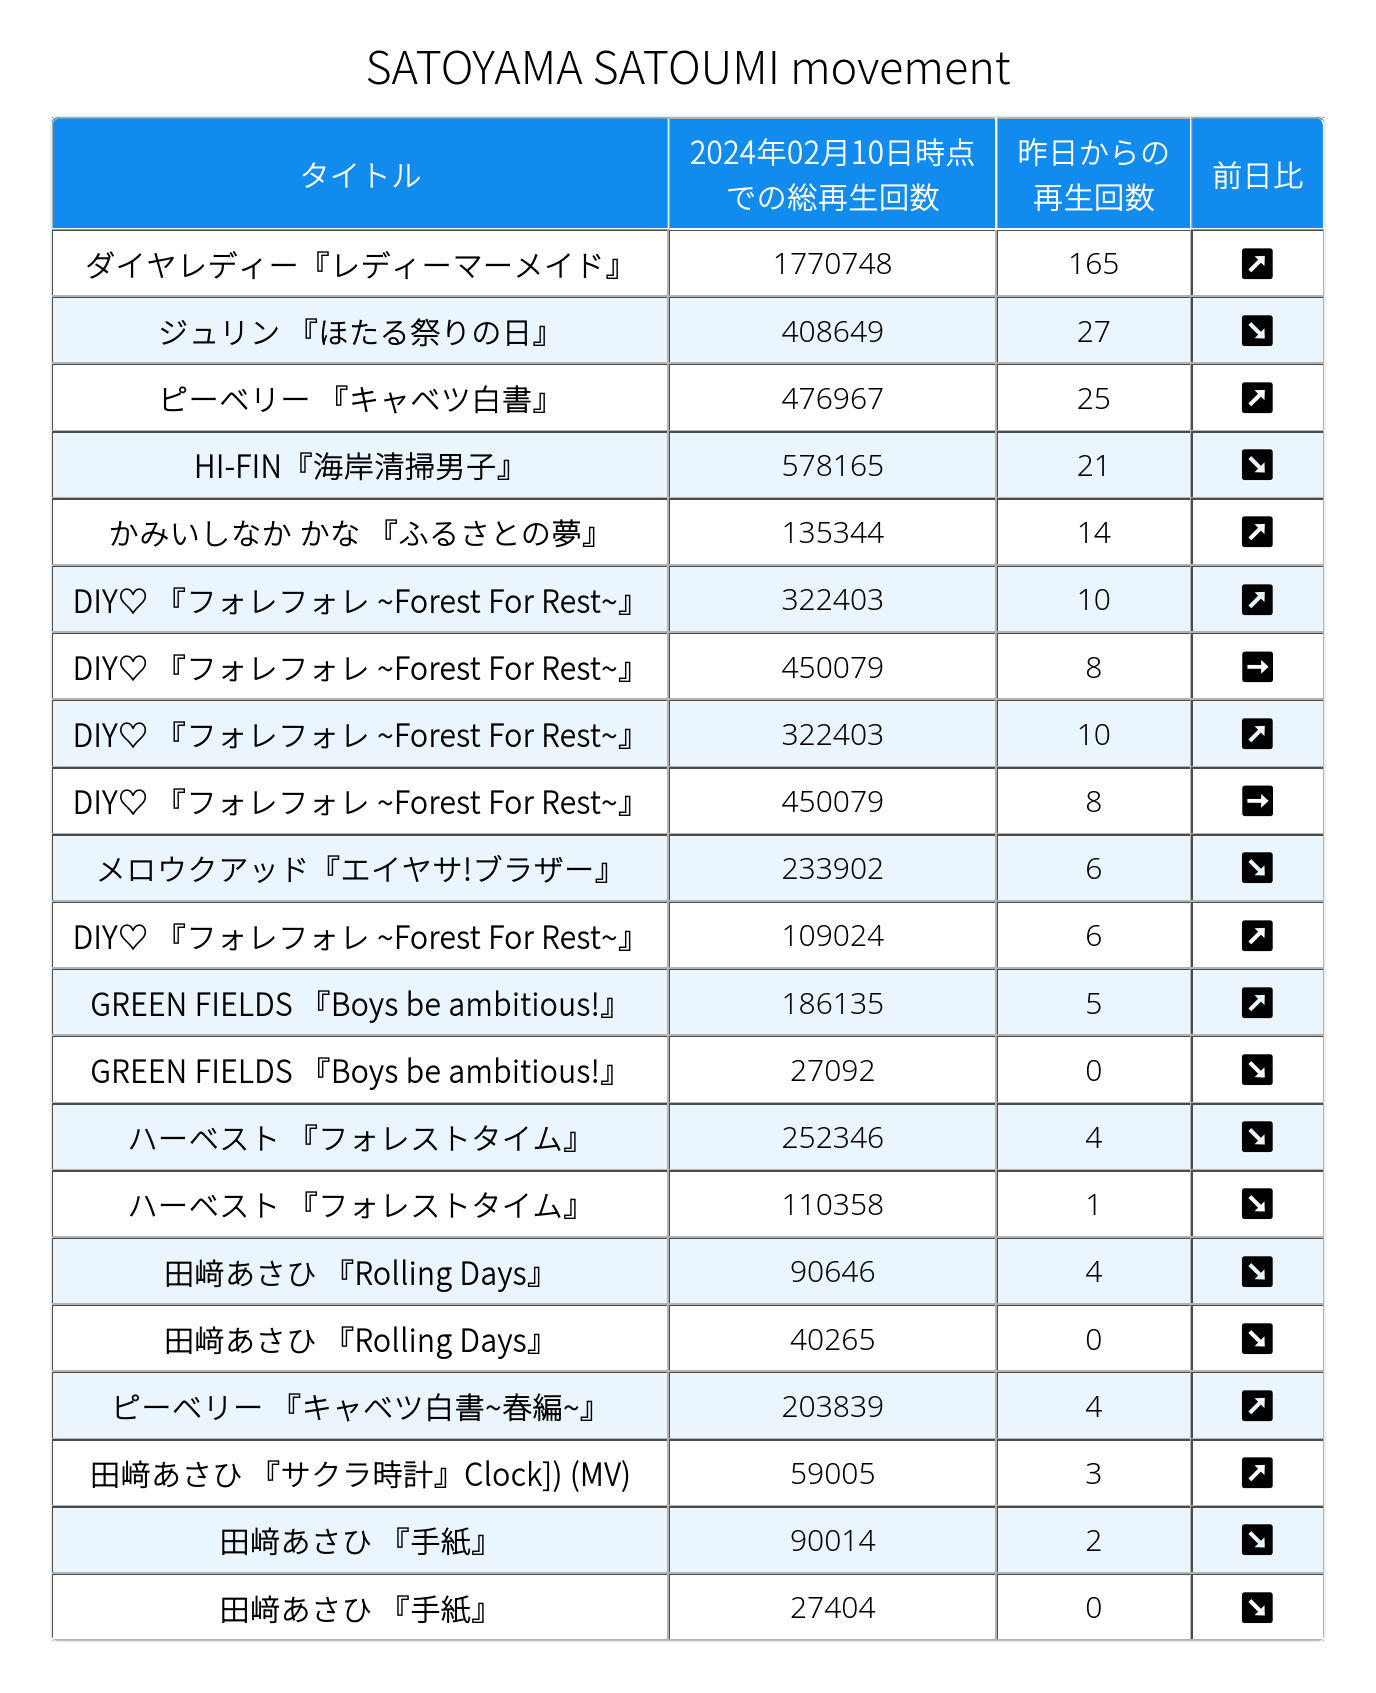 SATOYAMA SATOUMI movement
タイトル 2024年02月10日時点での総再生回数 昨日からの再生回数 前日比
ダイヤレディー『レディーマーメイド』 1770748 165 ↗
ジュリン 『ほたる祭りの日』 408649 27 ↘
ピーベリー 『キャベツ白書』 476967 25 ↗
HI-FIN『海岸清掃男子』 578165 21 ↘
かみいしなか かな 『ふるさとの夢』 135344 14 ↗
DIY♡ 『フォレフォレ ~Forest For Rest~』 322403 10 ↗
DIY♡ 『フォレフォレ ~Forest For Rest~』 450079 8 →
DIY♡ 『フォレフォレ ~Forest For Rest~』 322403 10 ↗
DIY♡ 『フォレフォレ ~Forest For Rest~』 450079 8 →
メロウクアッド『エイヤサ!ブラザー』 233902 6 ↘
DIY♡ 『フォレフォレ ~Forest For Rest~』 109024 6 ↗
GREEN FIELDS 『Boys be ambitious!』 186135 5 ↗
GREEN FIELDS 『Boys be ambitious!』 27092 0 ↘
ハーベスト 『フォレストタイム』 252346 4 ↘
ハーベスト 『フォレストタイム』 110358 1 ↘
田﨑あさひ 『Rolling Days』 90646 4 ↘
田﨑あさひ 『Rolling Days』 40265 0 ↘
ピーベリー 『キャベツ白書~春編~』 203839 4 ↗
田﨑あさひ 『サクラ時計』Clock]) (MV) 59005 3 ↗
田﨑あさひ 『手紙』 90014 2 ↘
田﨑あさひ 『手紙』 27404 0 ↘